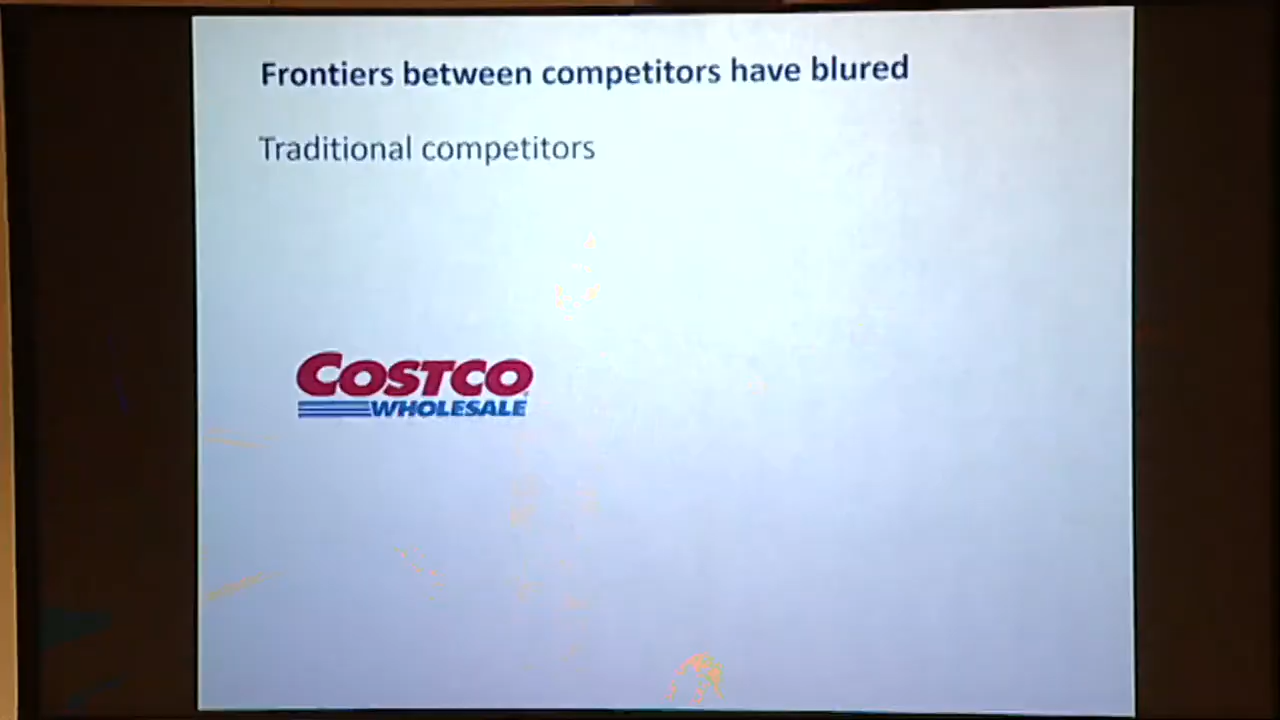 Frontiers between competitors have blured
Traditional competitors
COSTCO
WHOLESALE